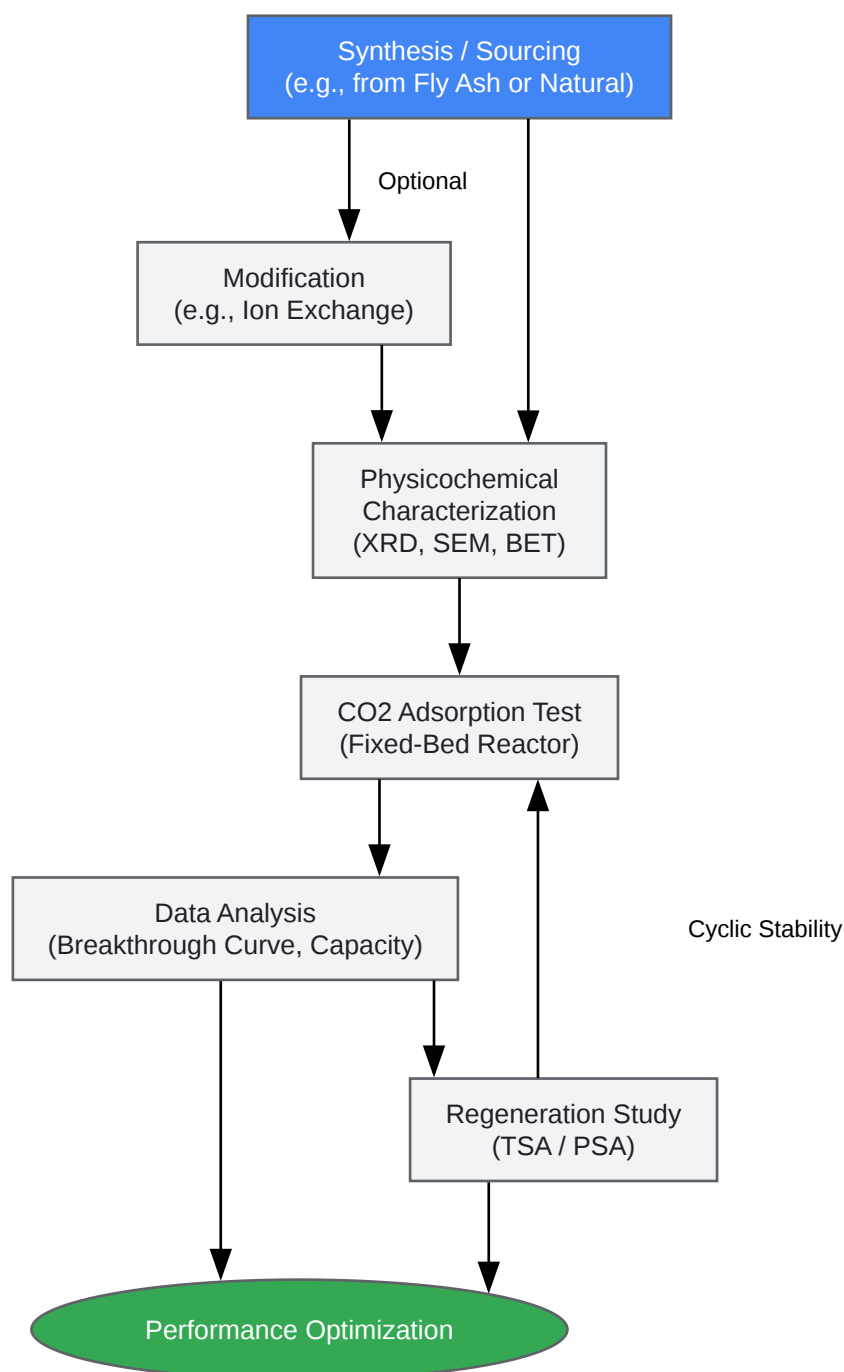 Synthesis / Sourcing
(e.g., from Fly Ash or Natural)
Optional
Modification
(e.g., Ion Exchange)
Physicochemical
Characterization
(XRD, SEM, BET)
CO2 Adsorption Test
(Fixed-Bed Reactor)
Data Analysis
(Breakthrough Curve, Capacity)
Cyclic Stability
Regeneration Study
(TSA / PSA)
Performance Optimization